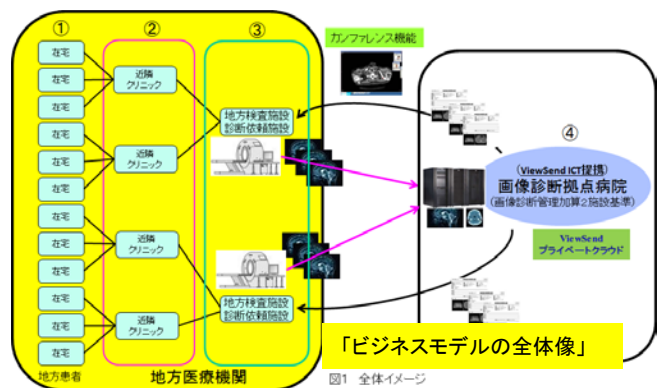 ①
②
③
④
在宅
在宅
在宅
在宅
在宅
在宅
在宅
在宅
在宅
在宅
在宅
在宅
近隣
クリニック
近隣
クリニック
近隣
クリニック
近隣
クリニック
地方検査施設
診断依頼施設
地方検査施設
診断依頼施設
カンファレンス機能
(ViewSend ICT提携)
画像診断拠点病院
(画像診断管理加算2施設基準)
ViewSend
プライベートクラウド
地方患者
地方医療機関
「ビジネスモデルの全体像」
図1 全体イメージ